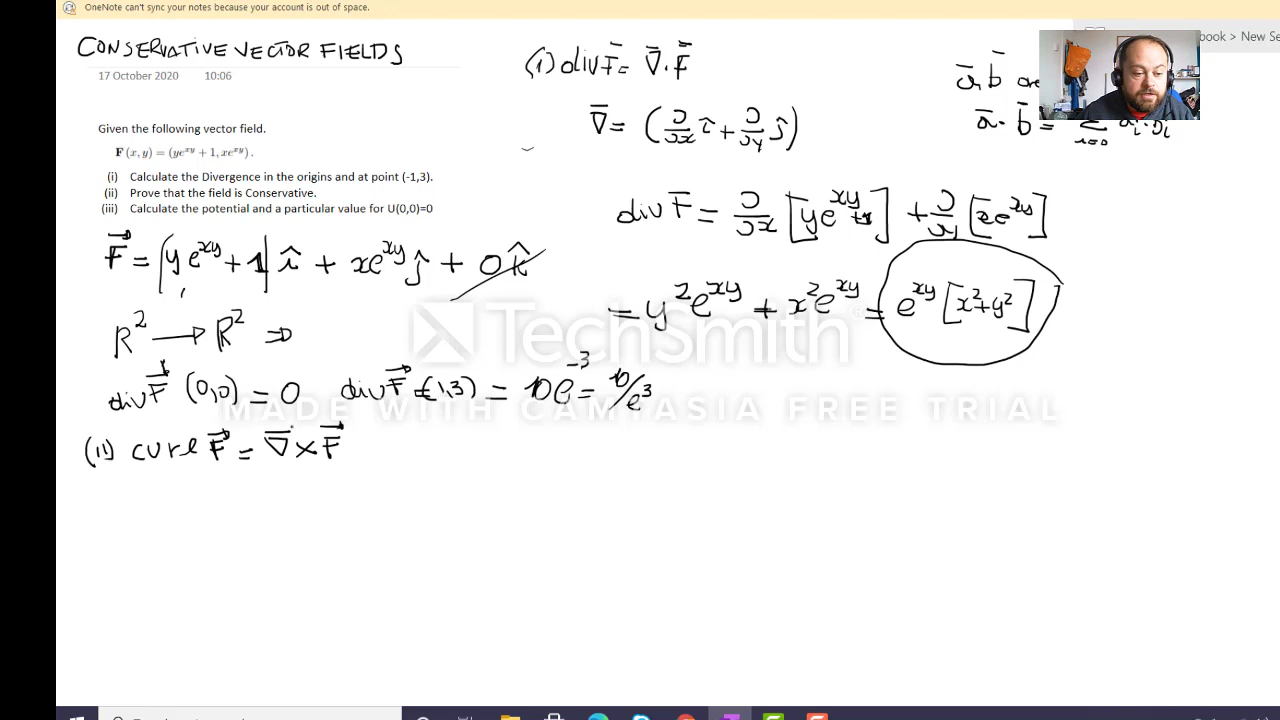 OneNote can't sync your notes because your account is out of space.
book > New Se
CONSERVATIVE VECTOR FIELDS
17 October 2020 10:06
Given the following vector field.
F(x, y) = (ye^{xy} + 1, xe^{xy}).
(i) Calculate the Divergence in the origins and at point (-1,3).
(ii) Prove that the field is Conservative.
(iii) Calculate the potential and a particular value for U(0,0)=0
F⃗ = [ye^{xy} + 1] î + xe^{xy} ĵ + 0k̂
R² → R² ⇒
div F⃗ (0,0) = 0 div F⃗ (-1,3) = 10e^{-3} = 10/e³
(ii) curl F⃗ = ∇̅ × F⃗
(i) div F̅ = ∇̅ · F̅
∇̅ = (∂/∂x î + ∂/∂y ĵ)
div F̅ = ∂/∂x [ye^{xy} + 1] + ∂/∂y [xe^{xy}]
= y²e^{xy} + x²e^{xy} = e^{xy} [x² + y²]
a̅, b̅
a̅ · b̅ = Σ aᵢ·bᵢ
TechSmith
MADE WITH CAMTASIA FREE TRIAL